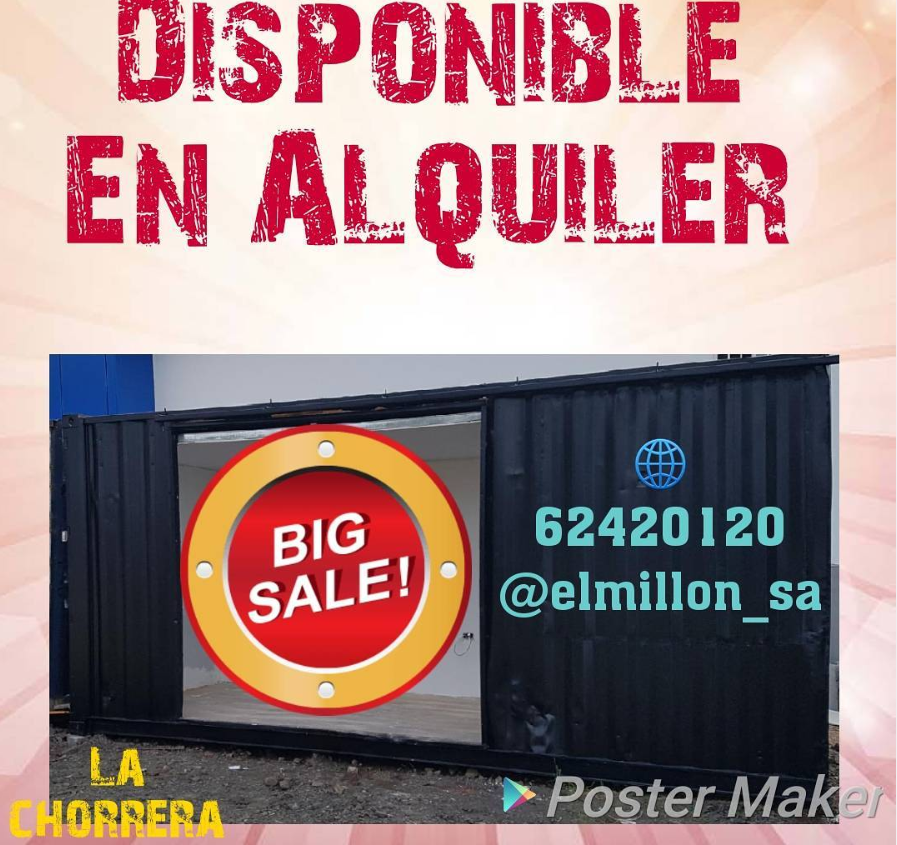 DISPONIBLE
EN ALQUILER
BIG
SALE!
62420120
@elmillon_sa
LA
CHORRERA
Poster Maker